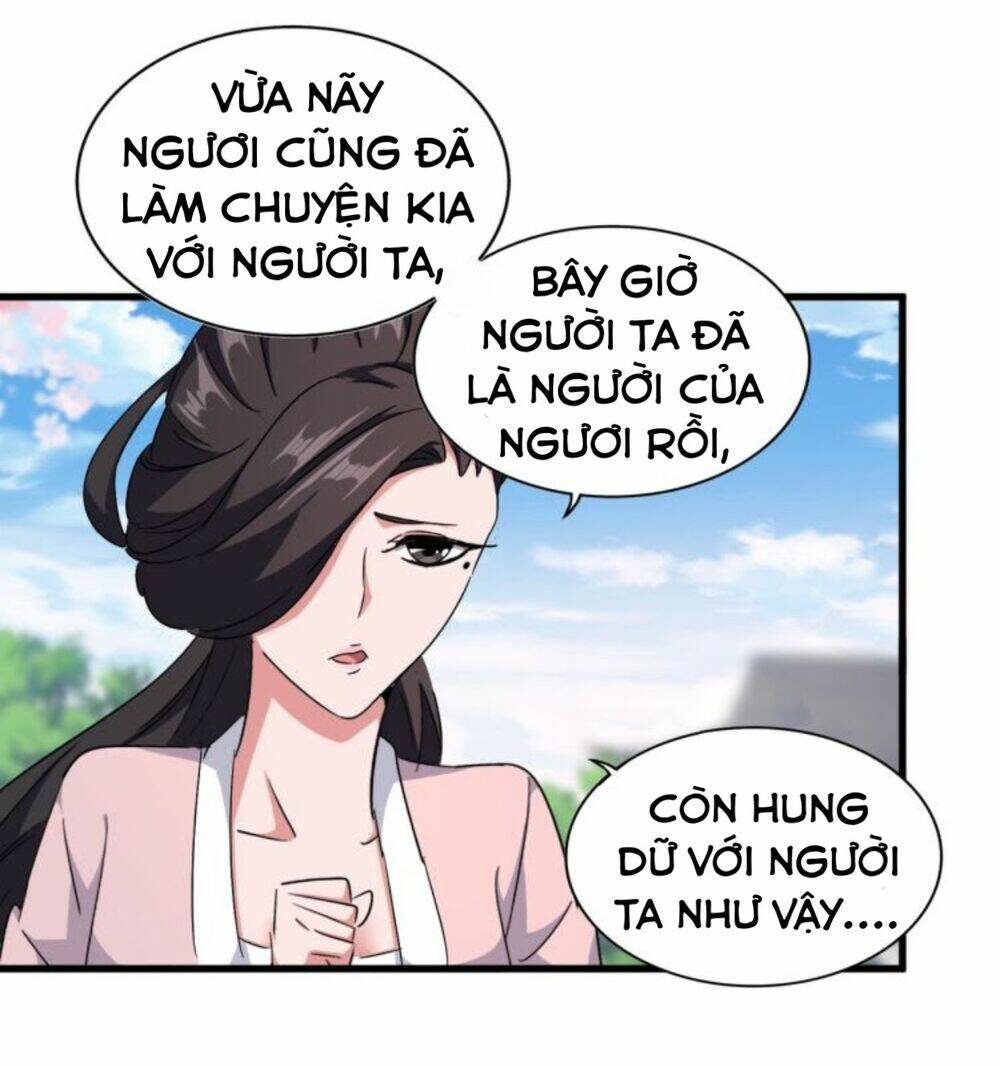 VỪA NÃY
NGƯƠI CŨNG ĐÃ
LÀM CHUYỆN KIA
VỚI NGƯỜI TA,
BÂY GIỜ
NGƯỜI TA ĐÃ
LÀ NGƯỜI CỦA
NGƯƠI RỒI,
CÒN HUNG
DỮ VỚI NGƯỜI
TA NHƯ VẬY....